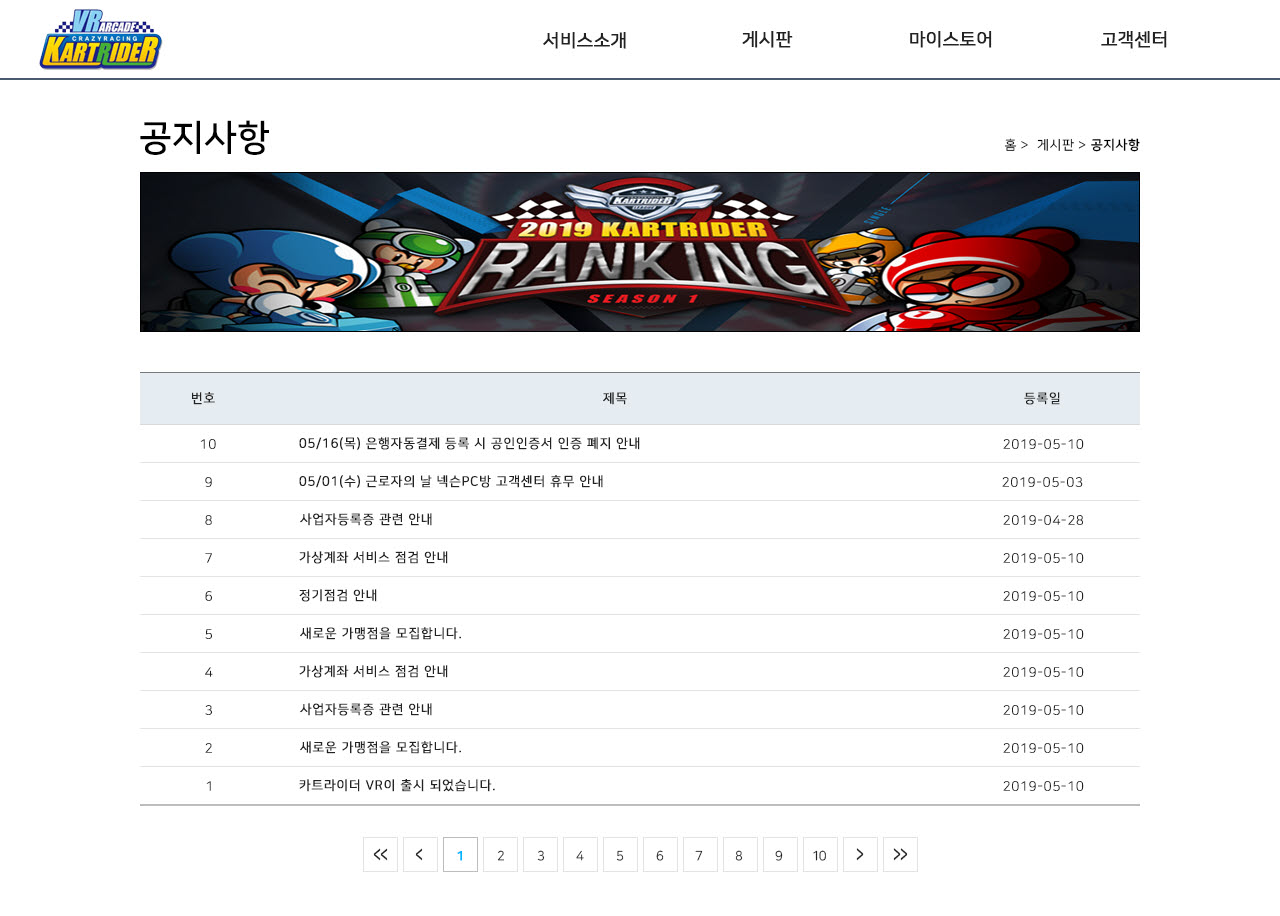 VR ARCADE
CRAZYRACING
KARTRIDER
서비스소개 게시판 마이스토어 고객센터
공지사항
홈 > 게시판 > 공지사항
KARTRIDER
LEAGUE
SINGLE
2019 KARTRIDER
RANKING
SEASON 1
번호 제목 등록일
10 05/16(목) 은행자동결제 등록 시 공인인증서 인증 폐지 안내 2019-05-10
9 05/01(수) 근로자의 날 넥슨PC방 고객센터 휴무 안내 2019-05-03
8 사업자등록증 관련 안내 2019-04-28
7 가상계좌 서비스 점검 안내 2019-05-10
6 정기점검 안내 2019-05-10
5 새로운 가맹점을 모집합니다. 2019-05-10
4 가상계좌 서비스 점검 안내 2019-05-10
3 사업자등록증 관련 안내 2019-05-10
2 새로운 가맹점을 모집합니다. 2019-05-10
1 카트라이더 VR이 출시 되었습니다. 2019-05-10
<< < 1 2 3 4 5 6 7 8 9 10 > >>